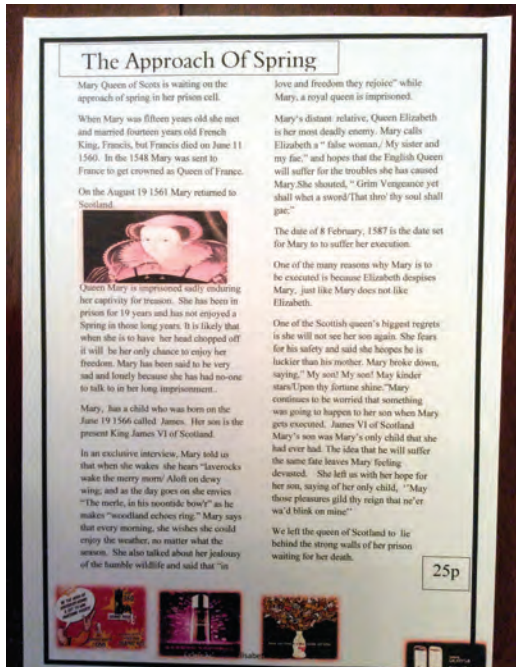 The Approach Of Spring
Mary Queen of Scots is waiting on the
approach of spring in her prison cell.
When Mary was fifteen years old she met
and married fourteen years old French
King, Francis, but Francis died on June 11
1560. In the 1548 Mary was sent to
France to get crowned as Queen of France.
On the August 19 1561 Mary returned to
Scotland
Queen Mary is imprisoned sadly enduring
her captivity for treason. She has been in
prison for 19 years and has not enjoyed a
Spring in those long years. It is likely that
when she is to have her head chopped off
it will be her only chance to enjoy her
freedom. Mary has been said to be very
sad and lonely because she has had no-one
to talk to in her long imprisonment.
Mary, has a child who was born on the
June 19 1566 called James. Her son is the
present King James VI of Scotland.
In an exclusive interview, Mary told us
that when she wakes she hears "laverocks
wake the merry morn/ Aloft on dewy
wing; and as the day goes on she envies
"The merle, in his noontide bow'r" as he
makes "woodland echoes ring." Mary says
that every morning, she wishes she could
enjoy the weather, no matter what the
season. She also talked about her jealousy
of the humble wildlife and said that "in
love and freedom they rejoice" while
Mary, a royal queen is imprisoned.
Mary's distant relative, Queen Elizabeth
is her most deadly enemy. Mary calls
Elizabeth a " false woman,/ My sister and
my fae," and hopes that the English Queen
will suffer for the troubles she has caused
Mary.She shouted, " Grim Vengeance yet
shall whet a sword/That thro' thy soul shall
gae."
The date of 8 February, 1587 is the date set
for Mary to to suffer her execution.
One of the many reasons why Mary is to
be executed is because Elizabeth despises
Mary, just like Mary does not like
Elizabeth.
One of the Scottish queen's biggest regrets
is she will not see her son again. She fears
for his safety and said she hoopes he is
luckier than his mother. Mary broke down,
saying," My son! My son! May kinder
stars/Upon thy fortune shine."Mary
continues to be worried that something
was going to happen to her son when Mary
gets executed. James VI of Scotland
Mary's son was Mary's only child that she
had ever had. The idea that he will suffer
the same fate leaves Mary feeling
devasted. She left us with her hope for
her son, saying of her only child, '"May
those pleasures gild thy reign that ne'er
wa'd blink on mine"
We left the queen of Scotland to lie
behind the strong walls of her prison
waiting for her death.
25p